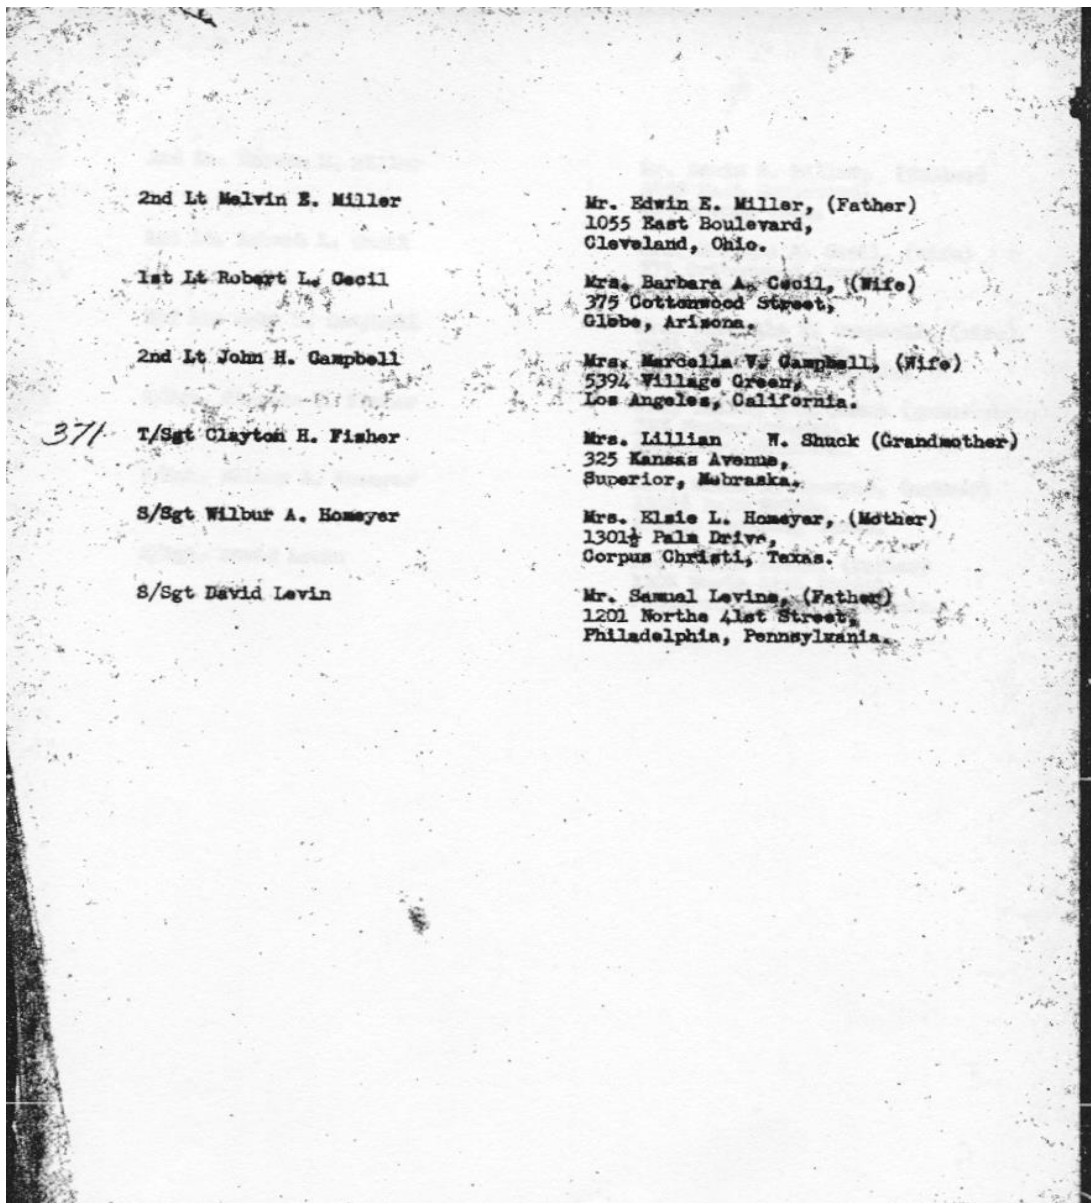 2nd Lt Melvin E. Miller
Mr. Edwin E. Miller, (Father)
1055 East Boulevard,
Cleveland, Ohio.
1st Lt Robert L. Cecil
Mrs. Barbara A. Cecil, (Wife)
375 Cottonwood Street,
Globe, Arizona.
2nd Lt John H. Campbell
Mrs. Marcella V. Campbell, (Wife)
5394 Village Green,
Los Angeles, California.
371 T/Sgt Clayton H. Fisher
Mrs. Lillian W. Shuck (Grandmother)
325 Kansas Avenue,
Superior, Nebraska.
S/Sgt Wilbur A. Homeyer
Mrs. Elsie L. Homeyer, (Mother)
1301½ Palm Drive,
Corpus Christi, Texas.
S/Sgt David Levin
Mr. Samuel Levine, (Father)
1201 Northe 41st Street,
Philadelphia, Pennsylvania.